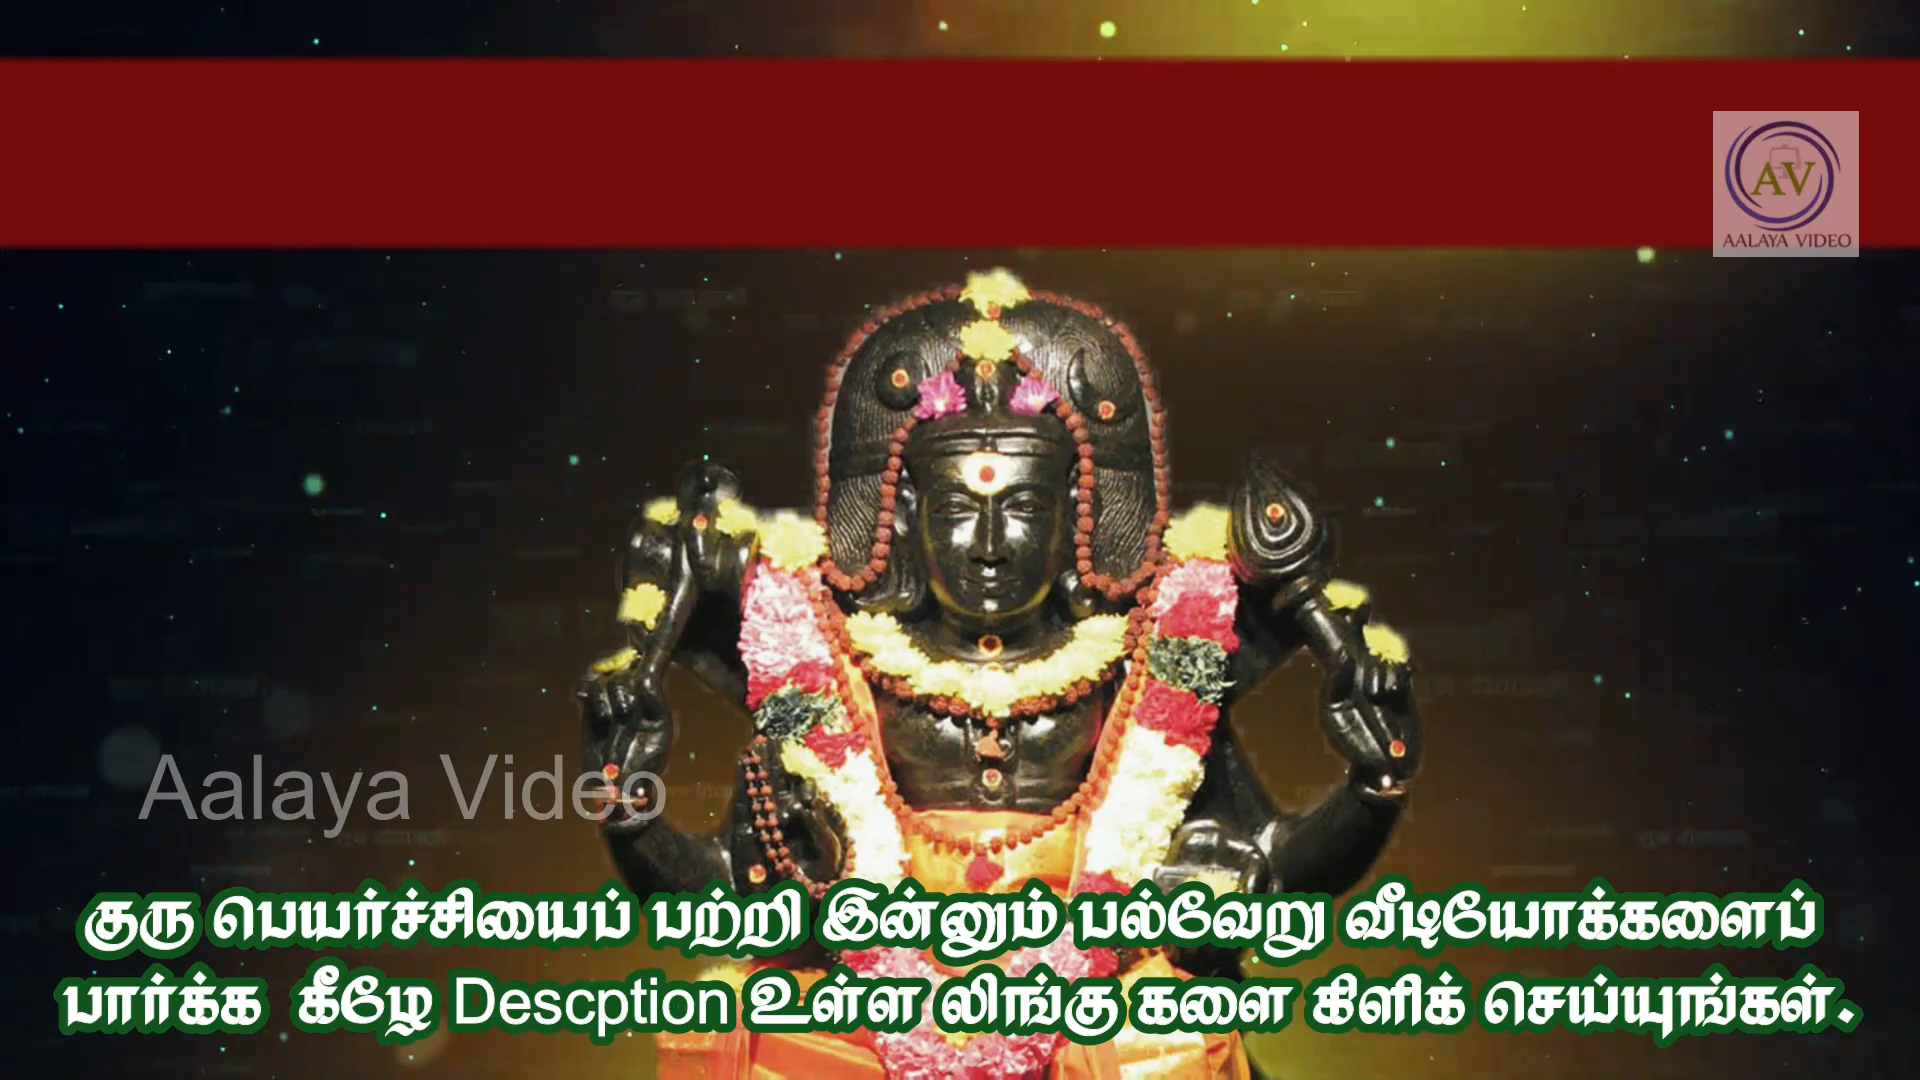 AV
AALAYA VIDEO
Aalaya Video
குரு பெயர்ச்சியைப் பற்றி இன்னும் பல்வேறு வீடியோக்களைப்
பார்க்க கீழே Descption உள்ள லிங்கு களை கிளிக் செய்யுங்கள்.